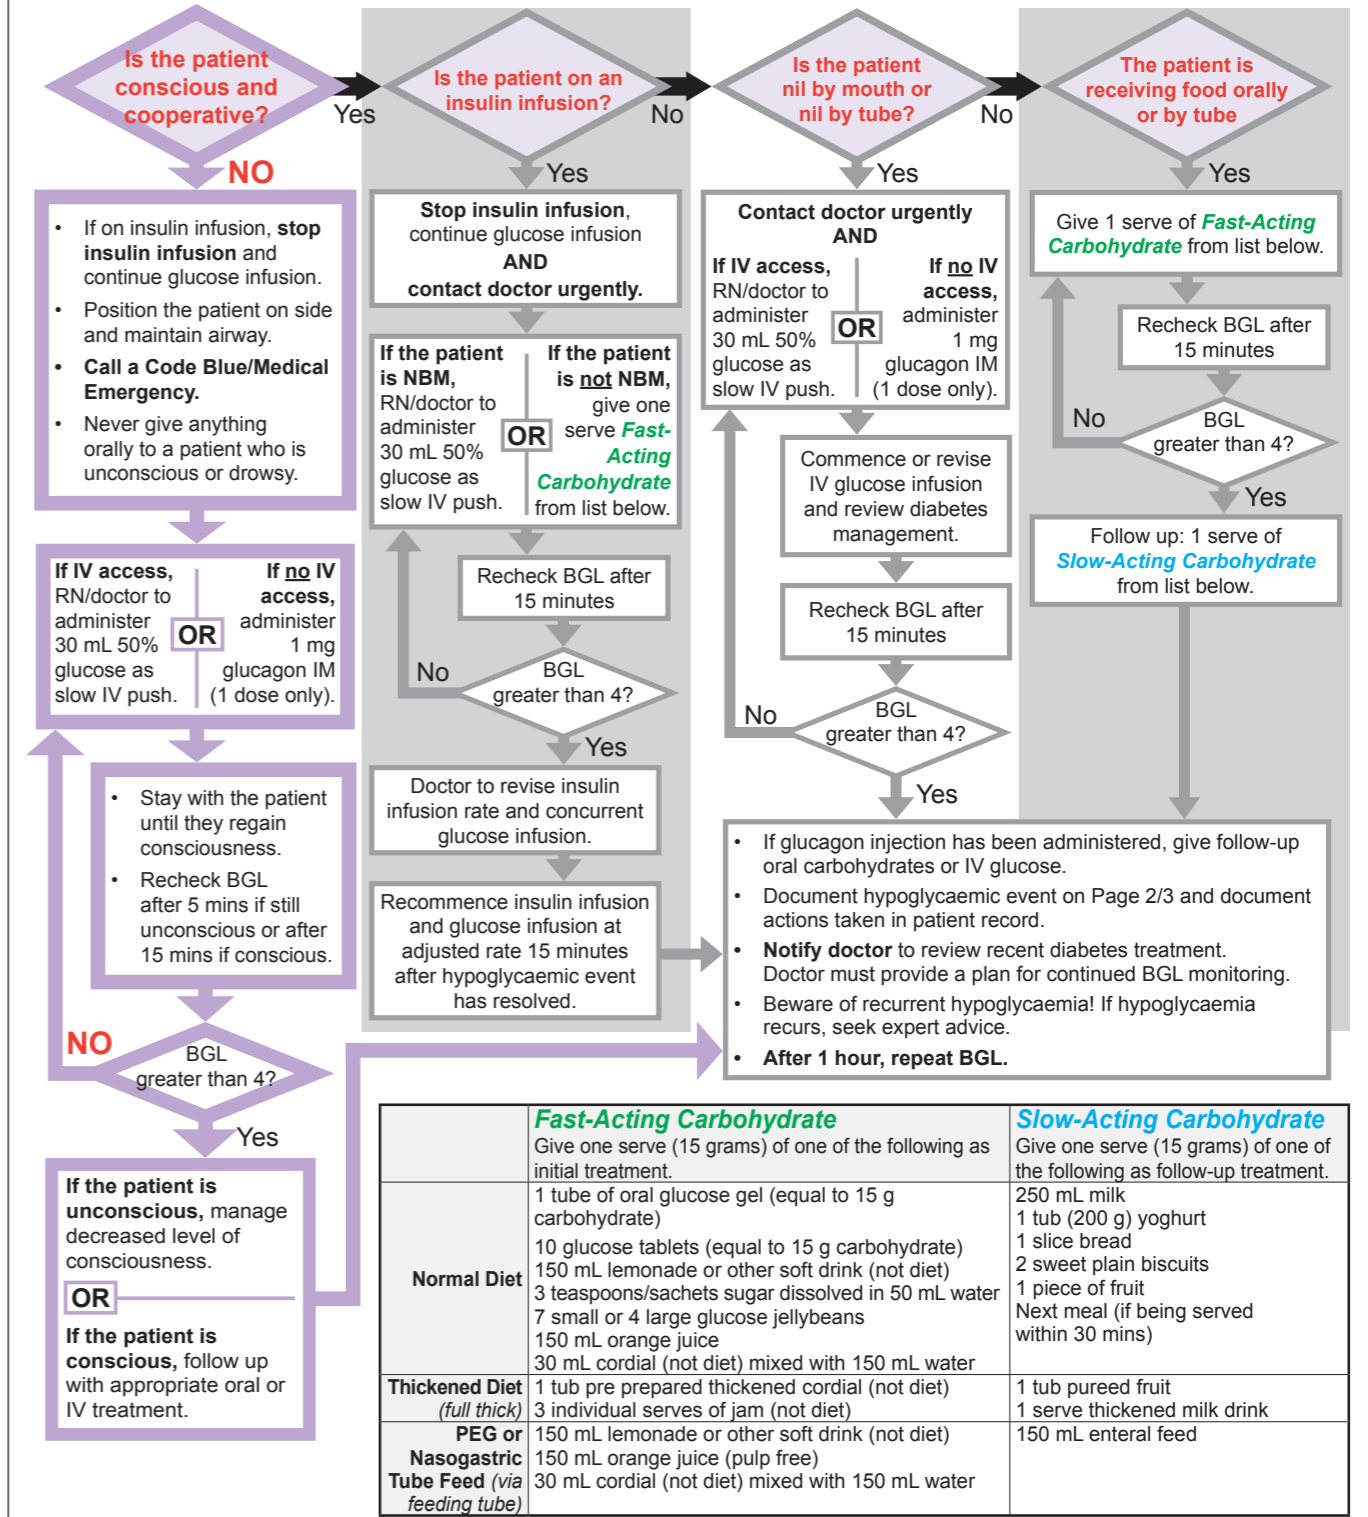 Is the patient
conscious and
cooperative?
Yes
NO
• If on insulin infusion, stop
insulin infusion and
continue glucose infusion.
• Position the patient on side
and maintain airway.
• Call a Code Blue/Medical
Emergency.
• Never give anything
orally to a patient who is
unconscious or drowsy.
If IV access,
RN/doctor to
administer
30 mL 50%
glucose as
slow IV push.
OR
If no IV
access,
administer
1 mg
glucagon IM
(1 dose only).
• Stay with the patient
until they regain
consciousness.
• Recheck BGL
after 5 mins if still
unconscious or after
15 mins if conscious.
NO
BGL
greater than 4?
Yes
If the patient is
unconscious, manage
decreased level of
consciousness.
OR
If the patient is
conscious, follow up
with appropriate oral or
IV treatment.
Is the patient on an
insulin infusion?
No
Yes
Stop insulin infusion,
continue glucose infusion
AND
contact doctor urgently.
If the patient
is NBM,
RN/doctor to
administer
30 mL 50%
glucose as
slow IV push.
OR
If the patient
is not NBM,
give one
serve Fast-
Acting
Carbohydrate
from list below.
Recheck BGL after
15 minutes
No
BGL
greater than 4?
Yes
Doctor to revise insulin
infusion rate and concurrent
glucose infusion.
Recommence insulin infusion
and glucose infusion at
adjusted rate 15 minutes
after hypoglycaemic event
has resolved.
Is the patient
nil by mouth or
nil by tube?
No
Yes
Contact doctor urgently
AND
If IV access,
RN/doctor to
administer
30 mL 50%
glucose as
slow IV push.
OR
If no IV
access,
administer
1 mg
glucagon IM
(1 dose only).
Commence or revise
IV glucose infusion
and review diabetes
management.
Recheck BGL after
15 minutes
No
BGL
greater than 4?
Yes
The patient is
receiving food orally
or by tube
Yes
Give 1 serve of Fast-Acting
Carbohydrate from list below.
Recheck BGL after
15 minutes
No
BGL
greater than 4?
Yes
Follow up: 1 serve of
Slow-Acting Carbohydrate
from list below.
• If glucagon injection has been administered, give follow-up
oral carbohydrates or IV glucose.
• Document hypoglycaemic event on Page 2/3 and document
actions taken in patient record.
• Notify doctor to review recent diabetes treatment.
Doctor must provide a plan for continued BGL monitoring.
• Beware of recurrent hypoglycaemia! If hypoglycaemia
recurs, seek expert advice.
• After 1 hour, repeat BGL.
Fast-Acting Carbohydrate
Give one serve (15 grams) of one of the following as
initial treatment.
Slow-Acting Carbohydrate
Give one serve (15 grams) of one of
the following as follow-up treatment.
Normal Diet
1 tube of oral glucose gel (equal to 15 g
carbohydrate)
10 glucose tablets (equal to 15 g carbohydrate)
150 mL lemonade or other soft drink (not diet)
3 teaspoons/sachets sugar dissolved in 50 mL water
7 small or 4 large glucose jellybeans
150 mL orange juice
30 mL cordial (not diet) mixed with 150 mL water
250 mL milk
1 tub (200 g) yoghurt
1 slice bread
2 sweet plain biscuits
1 piece of fruit
Next meal (if being served
within 30 mins)
Thickened Diet
(full thick)
1 tub pre prepared thickened cordial (not diet)
3 individual serves of jam (not diet)
1 tub pureed fruit
1 serve thickened milk drink
PEG or
Nasogastric
Tube Feed (via
feeding tube)
150 mL lemonade or other soft drink (not diet)
150 mL orange juice (pulp free)
30 mL cordial (not diet) mixed with 150 mL water
150 mL enteral feed